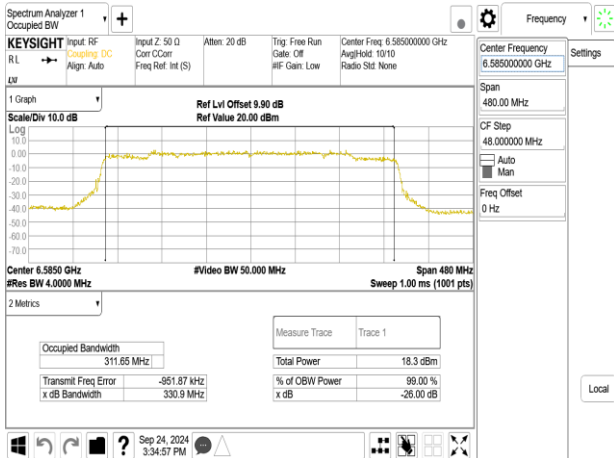 Spectrum Analyzer 1
Occupied BW
+
Frequency
KEYSIGHT
Input: RF
Coupling: DC
Align: Auto
RL
LXI
Input Z: 50 Ω
Corr CCorr
Freq Ref: Int (S)
Atten: 20 dB
Trig: Free Run
Gate: Off
#IF Gain: Low
Center Freq: 6.585000000 GHz
Avg|Hold: 10/10
Radio Std: None
Center Frequency
6.585000000 GHz
Settings
Span
480.00 MHz
CF Step
48.000000 MHz
Auto
Man
Freq Offset
0 Hz
Local
1 Graph
Scale/Div 10.0 dB
Ref Lvl Offset 9.90 dB
Ref Value 20.00 dBm
Log
10.0
0.00
-10.0
-20.0
-30.0
-40.0
-50.0
-60.0
-70.0
Center 6.5850 GHz
#Video BW 50.000 MHz
Span 480 MHz
#Res BW 4.0000 MHz
Sweep 1.00 ms (1001 pts)
2 Metrics
Measure Trace
Trace 1
Occupied Bandwidth
311.65 MHz
Total Power
18.3 dBm
Transmit Freq Error
-951.87 kHz
% of OBW Power
99.00 %
x dB Bandwidth
330.9 MHz
x dB
-26.00 dB
?
Sep 24, 2024
3:34:57 PM